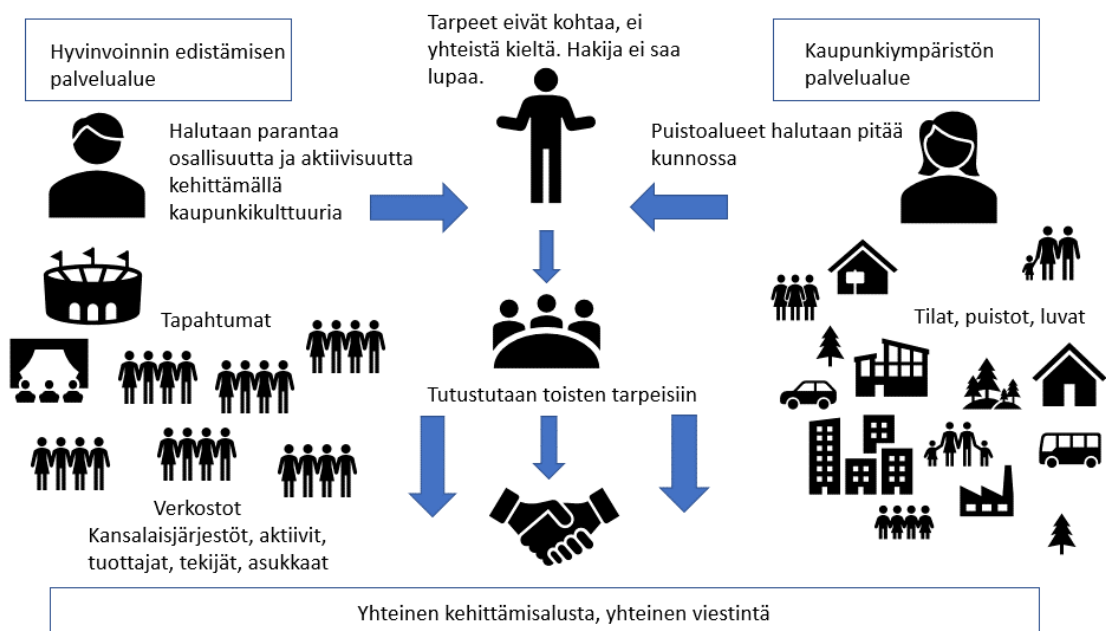 Hyvinvoinnin edistämisen
palvelualue
Tarpeet eivät kohtaa, ei
yhteistä kieltä. Hakija ei saa
lupaa.
Kaupunkiympäristön
palvelualue
Halutaan parantaa
osallisuutta ja aktiivisuutta
kehittämällä
kaupunkikulttuuria
Puistoalueet halutaan pitää
kunnossa
Tapahtumat
Tilat, puistot, luvat
Tutustutaan toisten tarpeisiin
Verkostot
Kansalaisjärjestöt, aktiivit,
tuottajat, tekijät, asukkaat
Yhteinen kehittämisalusta, yhteinen viestintä